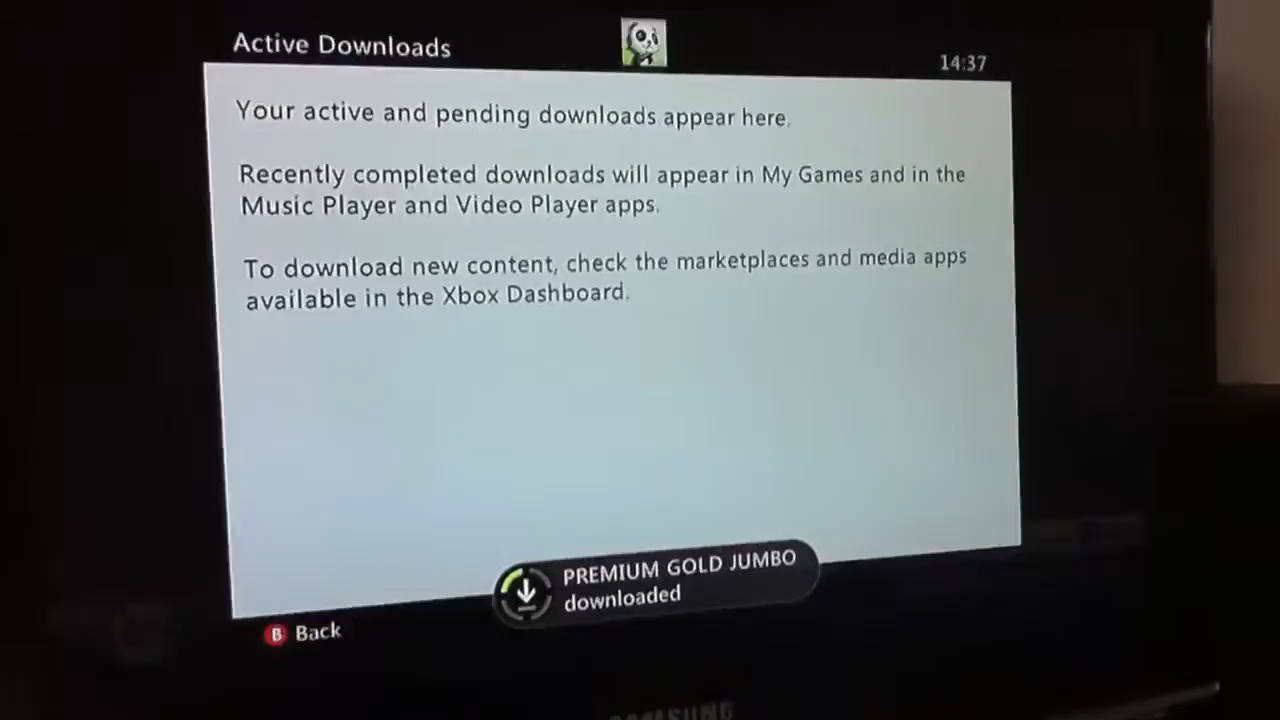 Active Downloads
14:37
Your active and pending downloads appear here.
Recently completed downloads will appear in My Games and in the
Music Player and Video Player apps.
To download new content, check the marketplaces and media apps
available in the Xbox Dashboard.
PREMIUM GOLD JUMBO
downloaded
B Back
SAMSUNG